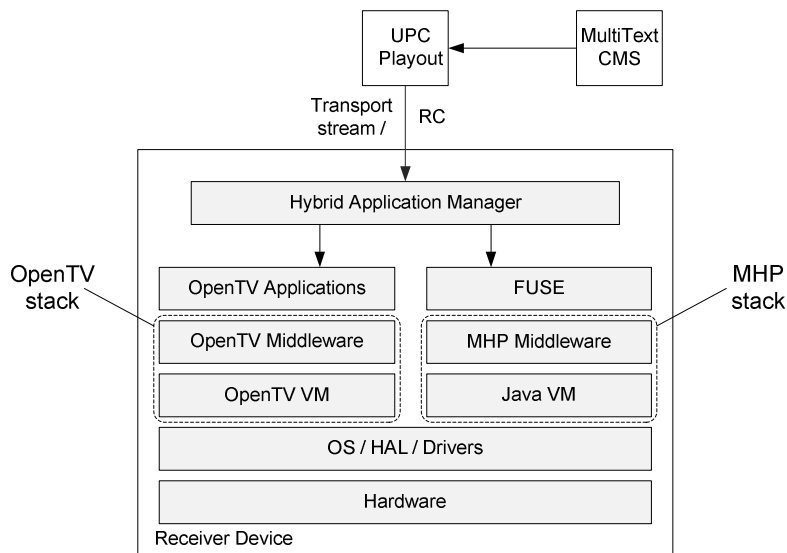 UPC
Playout
MultiText
CMS
Transport
stream /
RC
Hybrid Application Manager
OpenTV
stack
MHP
stack
OpenTV Applications
FUSE
OpenTV Middleware
MHP Middleware
OpenTV VM
Java VM
OS / HAL / Drivers
Hardware
Receiver Device